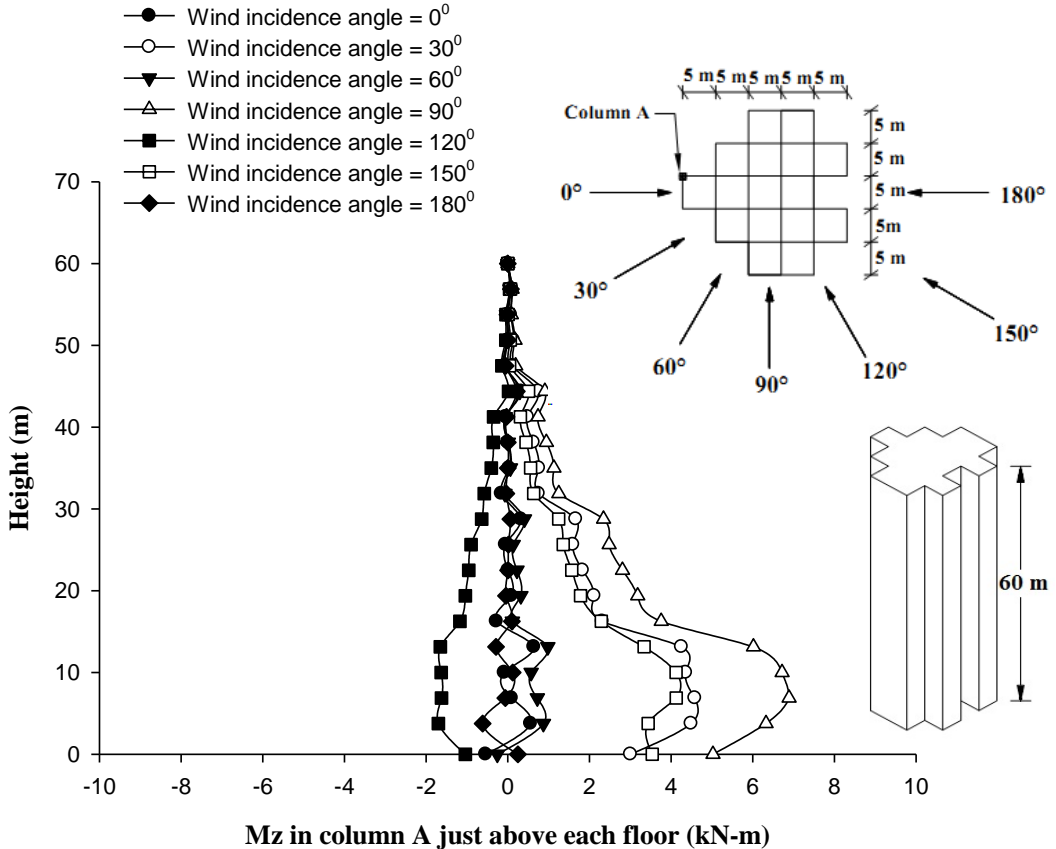 Wind incidence angle = 0⁰
Wind incidence angle = 30⁰
Wind incidence angle = 60⁰
Wind incidence angle = 90⁰
Wind incidence angle = 120⁰
Wind incidence angle = 150⁰
Wind incidence angle = 180⁰
5 m 5 m 5 m 5 m 5 m
Column A
5 m
5 m
5 m
5m
5 m
0°
180°
30°
150°
60°
120°
90°
60 m
70
60
50
40
30
20
10
0
Height (m)
-10 -8 -6 -4 -2 0 2 4 6 8 10
Mz in column A just above each floor (kN-m)